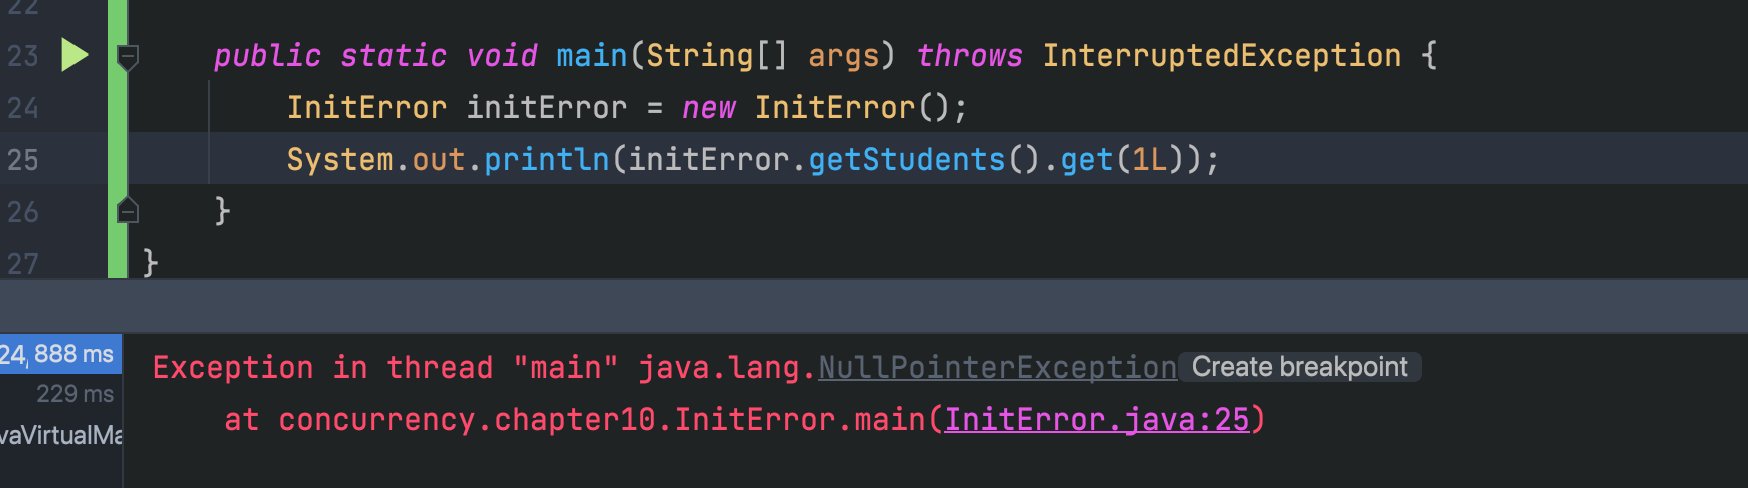 22
23 public static void main(String[] args) throws InterruptedException {
24 InitError initError = new InitError();
25 System.out.println(initError.getStudents().get(1L));
26 }
27 }
24, 888 ms
229 ms
vaVirtualMa
Exception in thread "main" java.lang.NullPointerException Create breakpoint
at concurrency.chapter10.InitError.main(InitError.java:25)